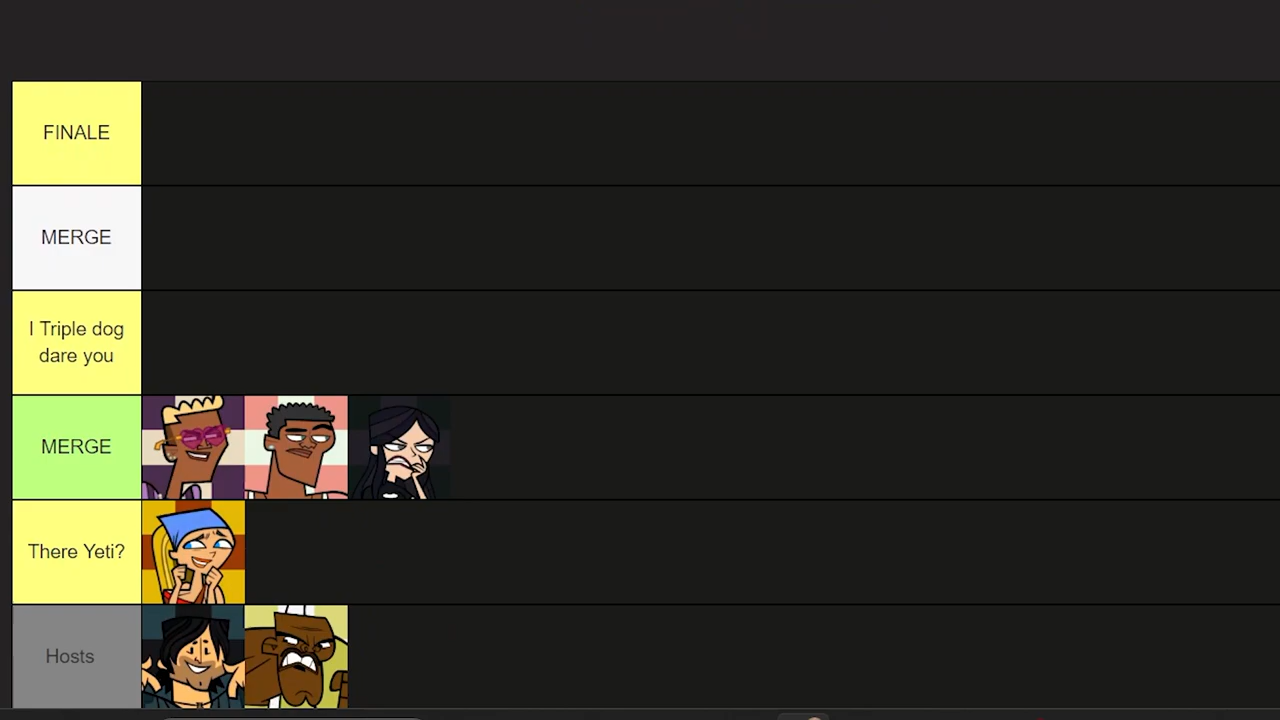 FINALE
MERGE
I Triple dog
dare you
MERGE
There Yeti?
Hosts